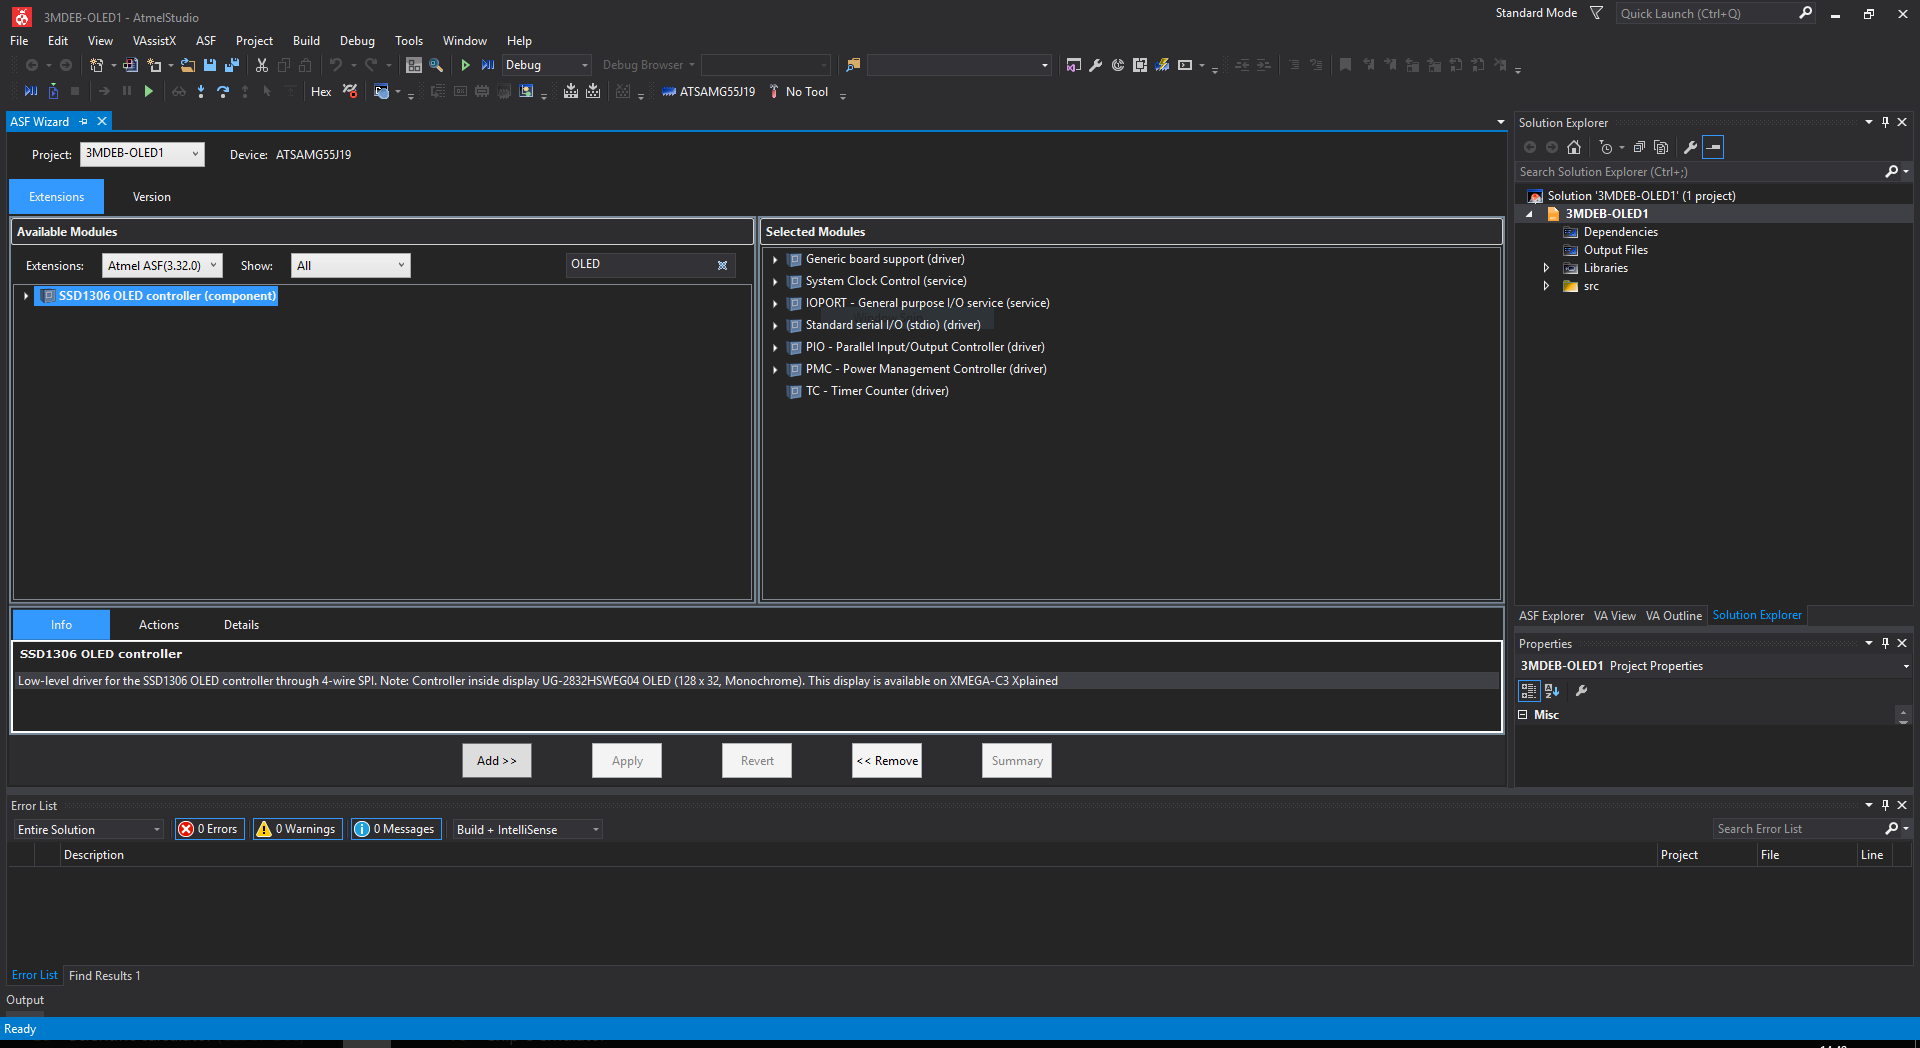 3MDEB-OLED1 - AtmelStudio
Standard Mode
Quick Launch (Ctrl+Q)
File Edit View VAssistX ASF Project Build Debug Tools Window Help
Debug
Debug Browser
Hex
ATSAMG55J19
No Tool
ASF Wizard
Project: 3MDEB-OLED1 Device: ATSAMG55J19
Extensions Version
Available Modules
Extensions: Atmel ASF(3.32.0) Show: All OLED
SSD1306 OLED controller (component)
Selected Modules
Generic board support (driver)
System Clock Control (service)
IOPORT - General purpose I/O service (service)
Standard serial I/O (stdio) (driver)
PIO - Parallel Input/Output Controller (driver)
PMC - Power Management Controller (driver)
TC - Timer Counter (driver)
Info Actions Details
SSD1306 OLED controller
Low-level driver for the SSD1306 OLED controller through 4-wire SPI. Note: Controller inside display UG-2832HSWEG04 OLED (128 x 32, Monochrome). This display is available on XMEGA-C3 Xplained
Add >> Apply Revert << Remove Summary
Solution Explorer
Search Solution Explorer (Ctrl+;)
Solution '3MDEB-OLED1' (1 project)
3MDEB-OLED1
Dependencies
Output Files
Libraries
src
ASF Explorer VA View VA Outline Solution Explorer
Properties
3MDEB-OLED1 Project Properties
Misc
Error List
Entire Solution 0 Errors 0 Warnings 0 Messages Build + IntelliSense
Search Error List
Description Project File Line
Error List Find Results 1
Output
Ready